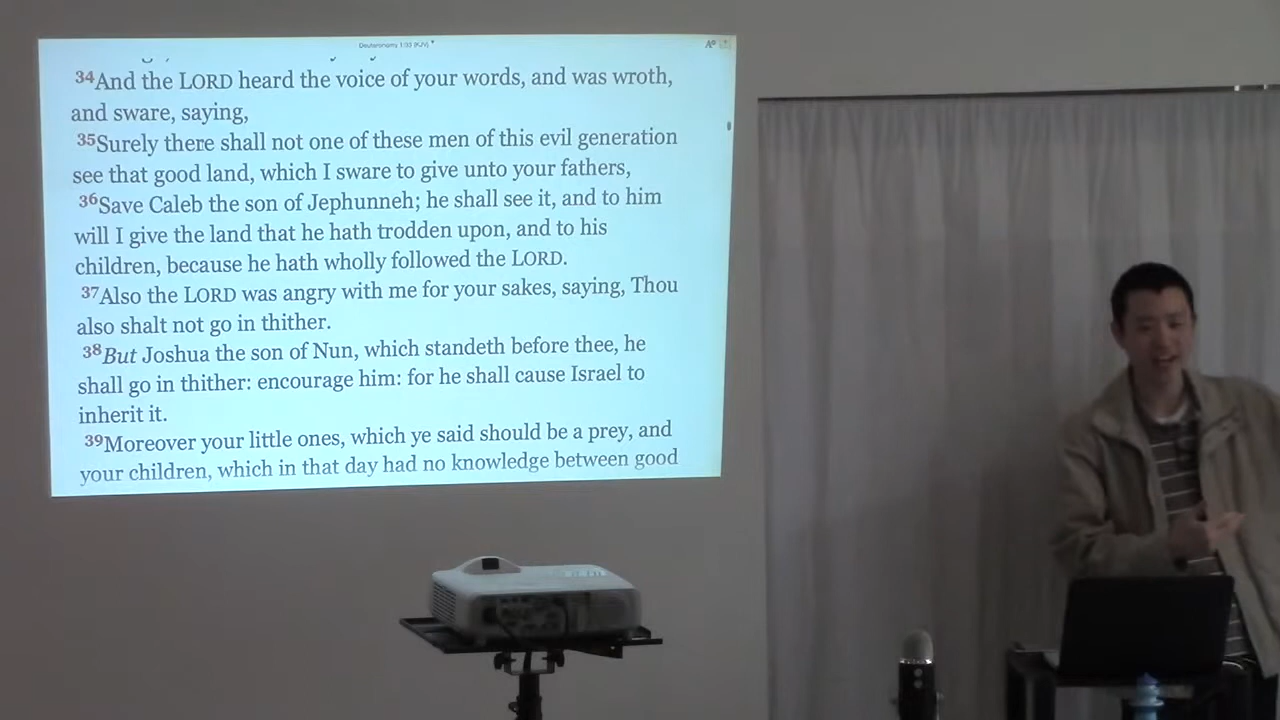 Deuteronomy 1:33 (KJV)
34And the LORD heard the voice of your words, and was wroth,
and sware, saying,
35Surely there shall not one of these men of this evil generation
see that good land, which I sware to give unto your fathers,
36Save Caleb the son of Jephunneh; he shall see it, and to him
will I give the land that he hath trodden upon, and to his
children, because he hath wholly followed the LORD.
37Also the LORD was angry with me for your sakes, saying, Thou
also shalt not go in thither.
38But Joshua the son of Nun, which standeth before thee, he
shall go in thither: encourage him: for he shall cause Israel to
inherit it.
39Moreover your little ones, which ye said should be a prey, and
your children, which in that day had no knowledge between good